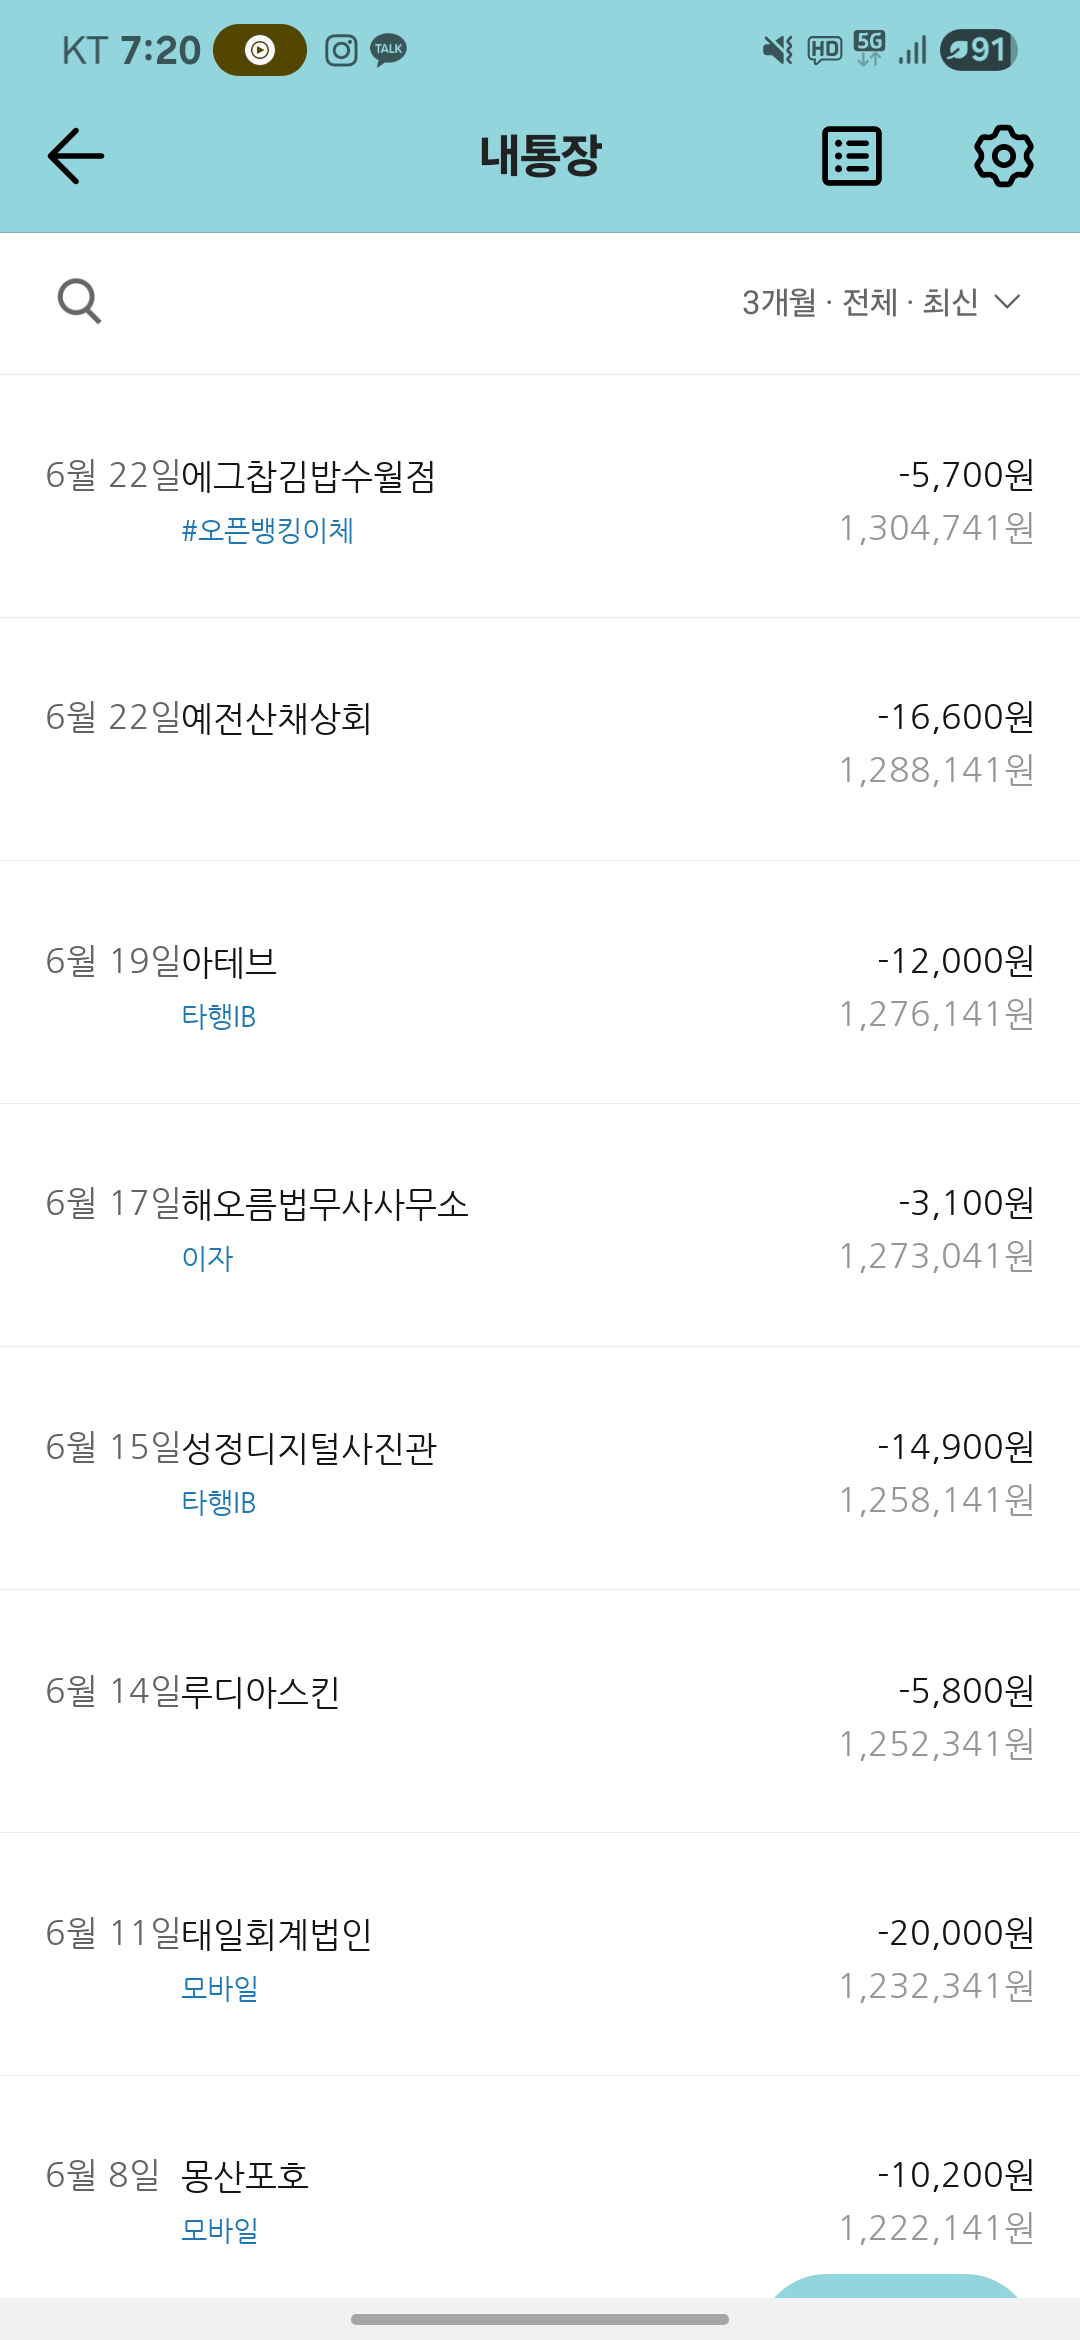 KT 7:20 TALK HD 5G 91
내통장
3개월 · 전체 · 최신
6월 22일 에그찹김밥수월점 -5,700원
#오픈뱅킹이체 1,304,741원
6월 22일 예전산채상회 -16,600원
1,288,141원
6월 19일 아테브 -12,000원
타행IB 1,276,141원
6월 17일 해오름법무사사무소 -3,100원
이자 1,273,041원
6월 15일 성정디지털사진관 -14,900원
타행IB 1,258,141원
6월 14일 루디아스킨 -5,800원
1,252,341원
6월 11일 태일회계법인 -20,000원
모바일 1,232,341원
6월 8일 몽산포호 -10,200원
모바일 1,222,141원